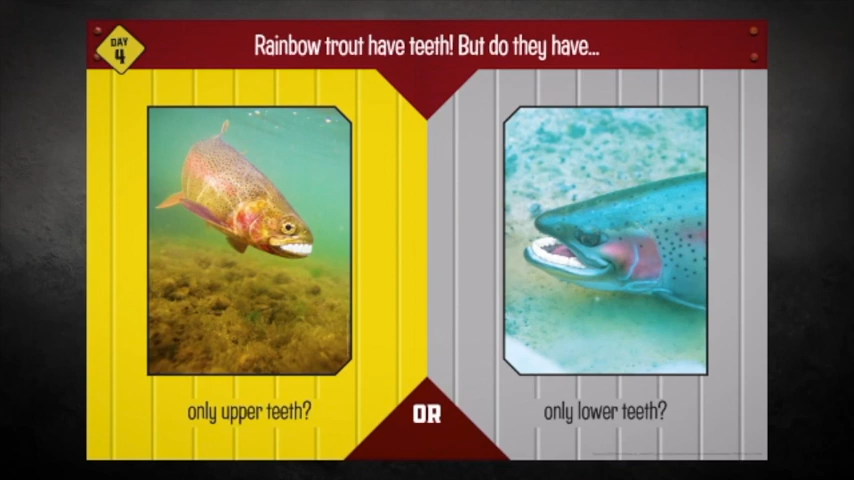 DAY
4
Rainbow trout have teeth! But do they have...
only upper teeth?
OR
only lower teeth?